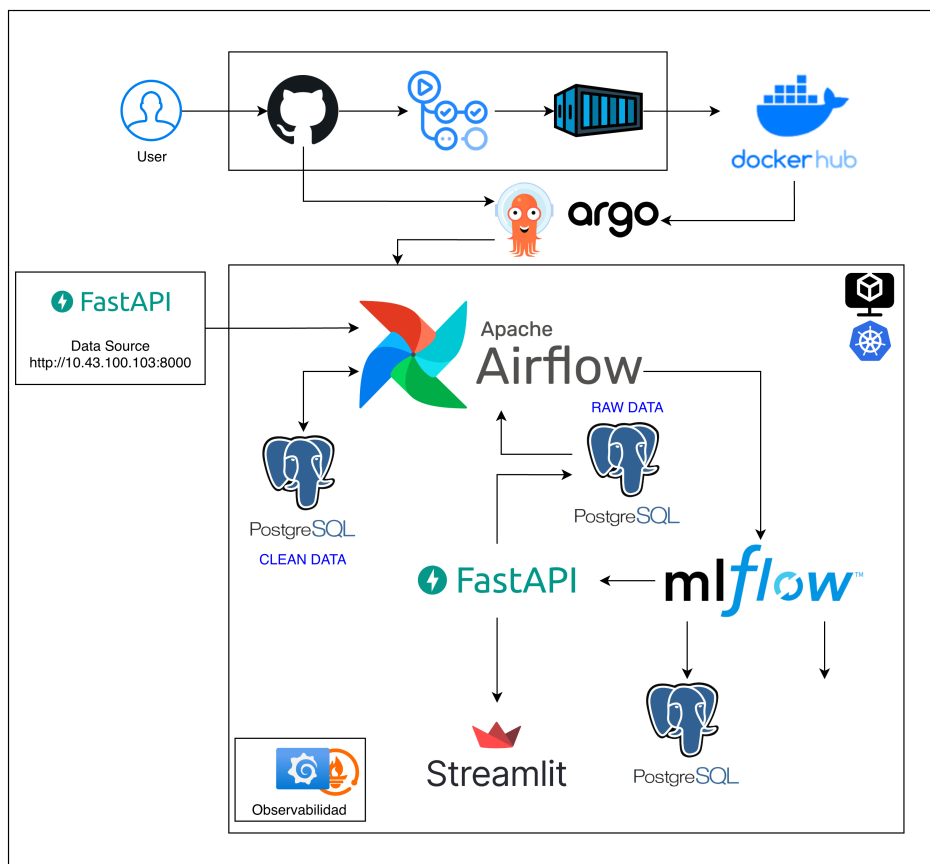 User
docker hub
argo
FastAPI
Data Source
http://10.43.100.103:8000
Apache
Airflow
RAW DATA
PostgreSQL
PostgreSQL
CLEAN DATA
FastAPI
mlflow™
Streamlit
PostgreSQL
Observabilidad